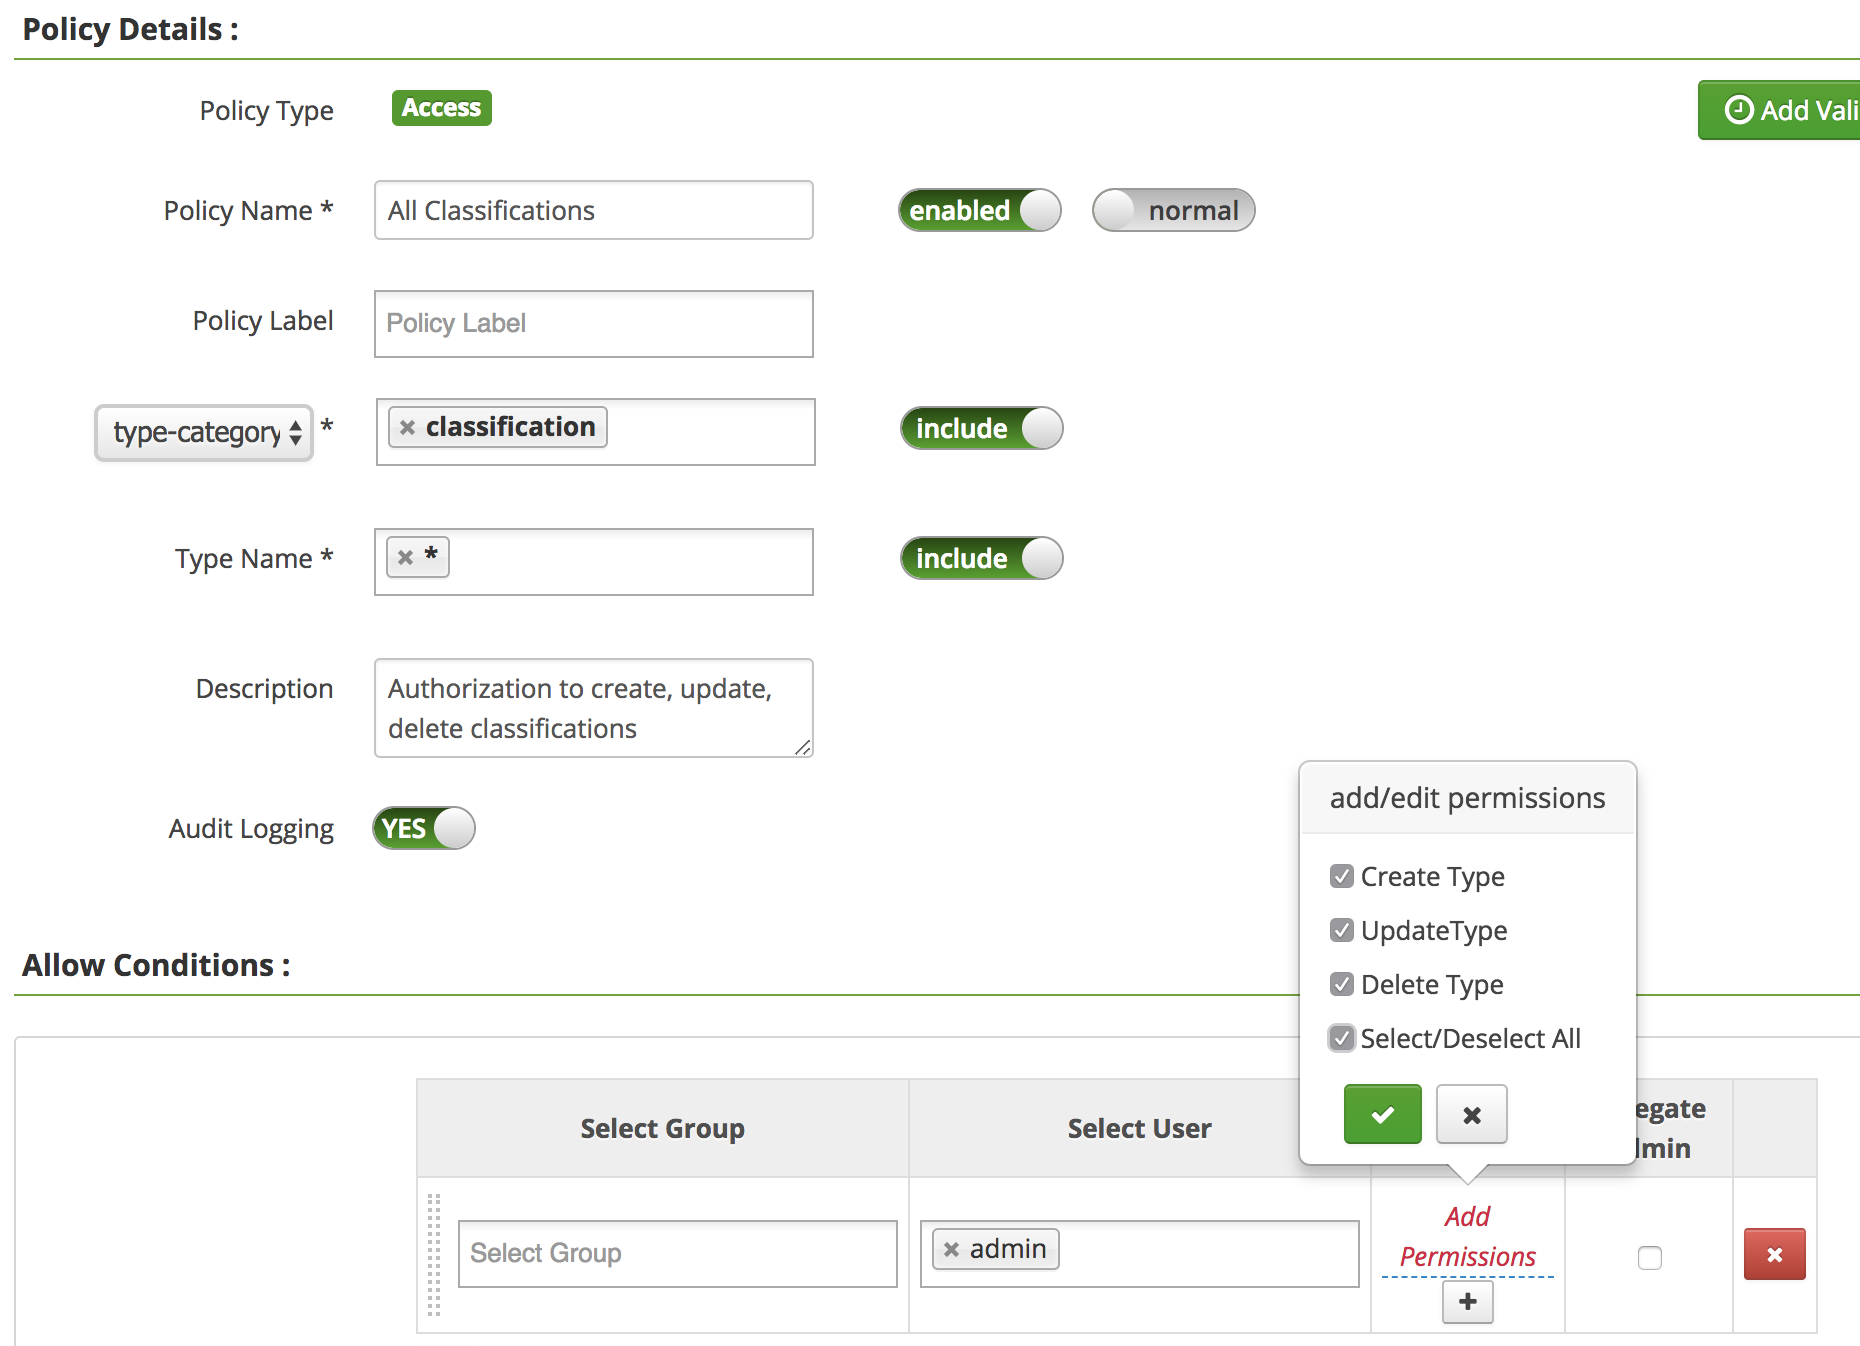 Policy Details :
Policy Type
Access
Add Vali
Policy Name *
All Classifications
enabled
normal
Policy Label
Policy Label
type-category
*
classification
include
Type Name *
*
include
Description
Authorization to create, update,
delete classifications
Audit Logging
YES
add/edit permissions
Create Type
UpdateType
Delete Type
Select/Deselect All
Allow Conditions :
Select Group
Select User
egate
min
Select Group
admin
Add
Permissions